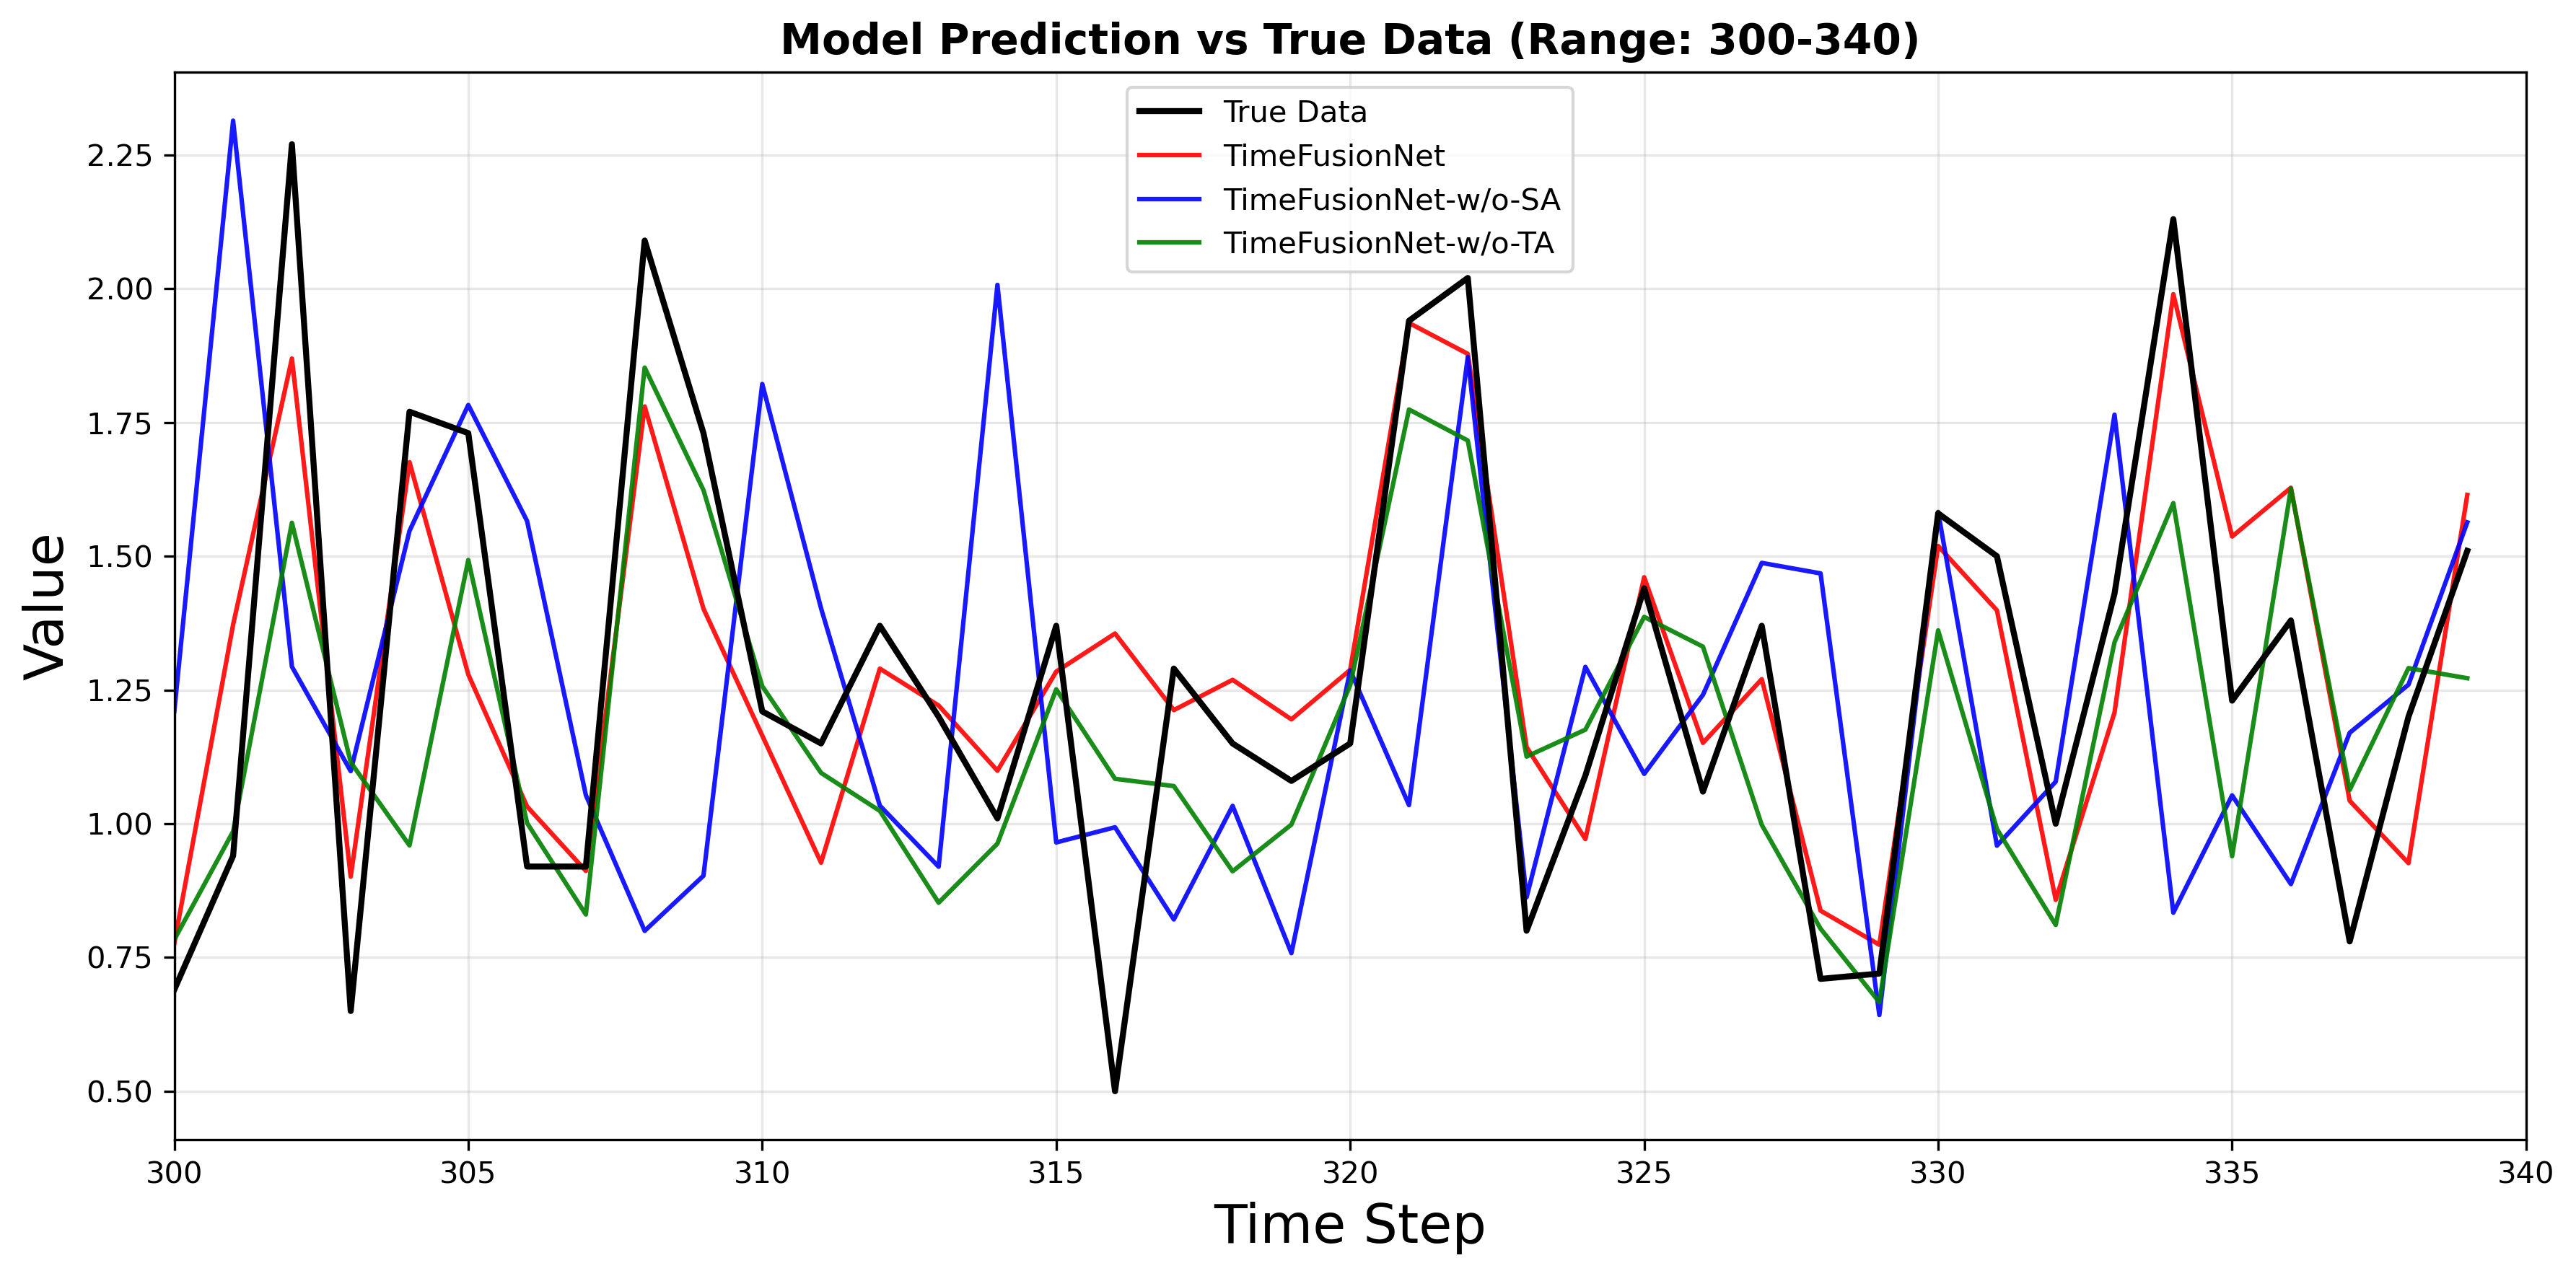 Model Prediction vs True Data (Range: 300-340)
True Data
TimeFusionNet
TimeFusionNet-w/o-SA
TimeFusionNet-w/o-TA
Value
2.25
2.00
1.75
1.50
1.25
1.00
0.75
0.50
300 305 310 315 320 325 330 335 340
Time Step